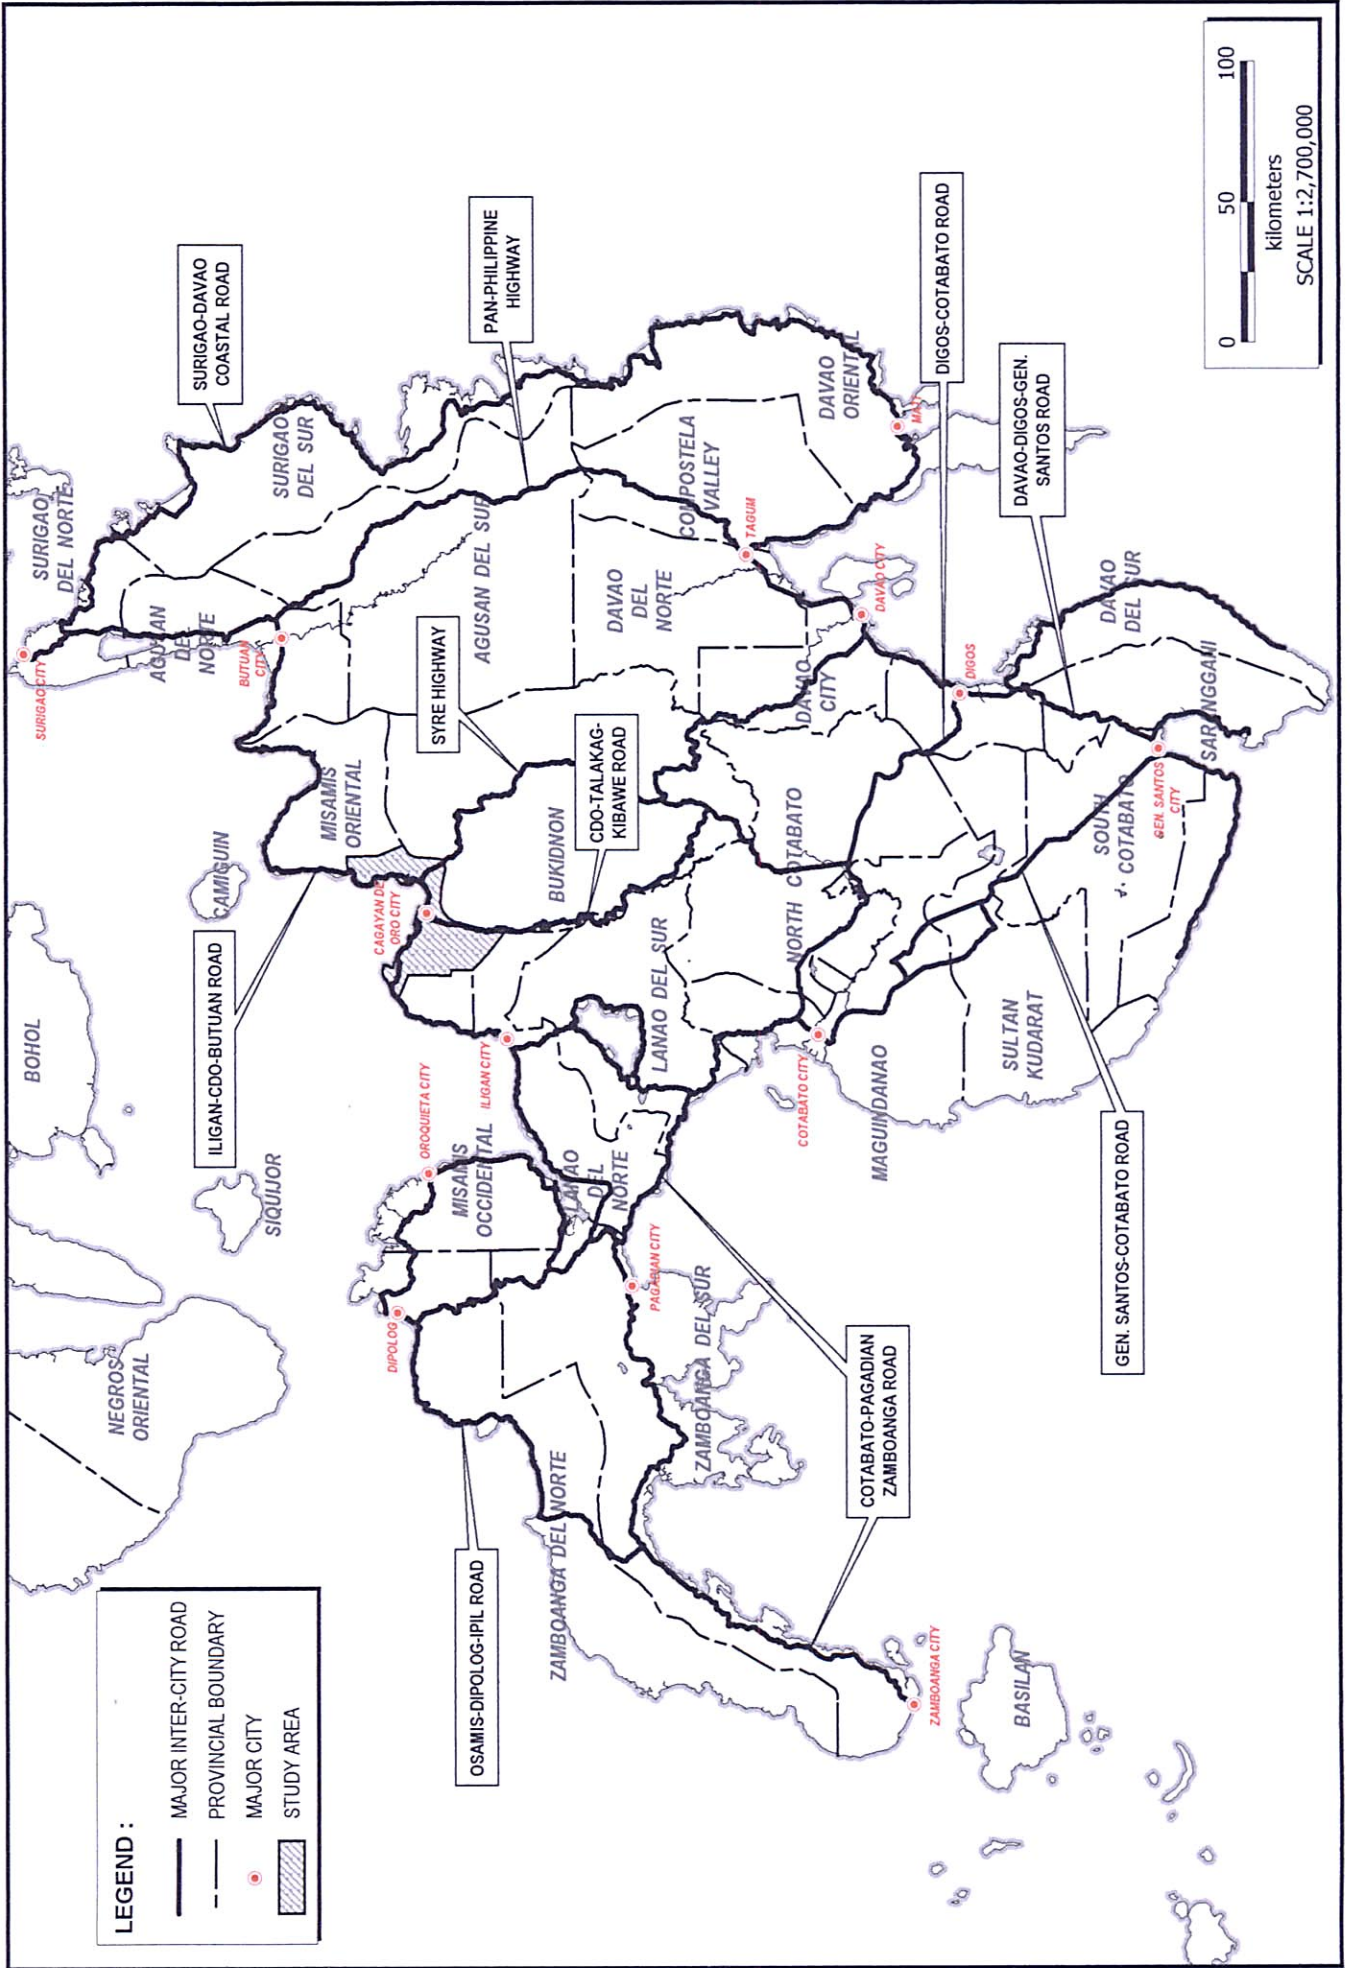 LEGEND :
MAJOR INTER-CITY ROAD
PROVINCIAL BOUNDARY
MAJOR CITY
STUDY AREA
NEGROS
ORIENTAL
BOHOL
SIQUIJOR
CAMIGUIN
SURIGAO CITY
SURIGAO
DEL NORTE
SURIGAO-DAVAO
COASTAL ROAD
AGUSAN
DEL
NORTE
BUTUAN
CITY
SURIGAO
DEL SUR
ILIGAN-CDO-BUTUAN ROAD
MISAMIS
ORIENTAL
CAGAYAN DE
ORO CITY
SYRE HIGHWAY
AGUSAN DEL SUR
PAN-PHILIPPINE
HIGHWAY
DIPOLOG
OROQUIETA CITY
MISAMIS
OCCIDENTAL
ILIGAN CITY
BUKIDNON
CDO-TALAKAG-
KIBAWE ROAD
OSAMIS-DIPOLOG-IPIL ROAD
ZAMBOANGA DEL NORTE
LANAO
DEL
NORTE
LANAO DEL SUR
DAVAO
DEL
NORTE
COMPOSTELA
VALLEY
TAGUM
PAGADIAN CITY
ZAMBOANGA DEL SUR
NORTH COTABATO
DAVAO
CITY
DAVAO CITY
DAVAO
ORIENTAL
MATI
COTABATO-PAGADIAN
ZAMBOANGA ROAD
COTABATO CITY
MAGUINDANAO
DIGOS-COTABATO ROAD
DIGOS
ZAMBOANGA CITY
BASILAN
SULTAN
KUDARAT
SOUTH
COTABATO
DAVAO-DIGOS-GEN.
SANTOS ROAD
DAVAO
DEL SUR
GEN. SANTOS-COTABATO ROAD
GEN. SANTOS
CITY
SARANGGANI
0 50 100
kilometers
SCALE 1:2,700,000